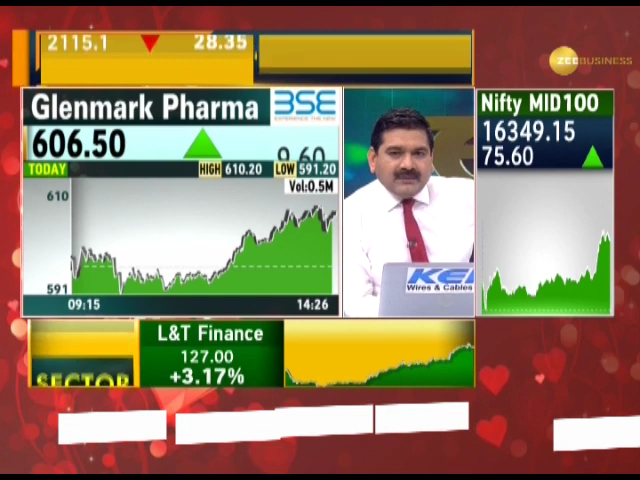 2115.1 28.35
ZEE BUSINESS
Glenmark Pharma
BSE
EXPERIENCE THE NEW
606.50
9.60
TODAY HIGH 610.20 LOW 591.20
Vol:0.5M
610
591
09:15 14:26
KEI
Wires & Cables
Nifty MID100
16349.15
75.60
SECTOR
L&T Finance
127.00
+3.17%